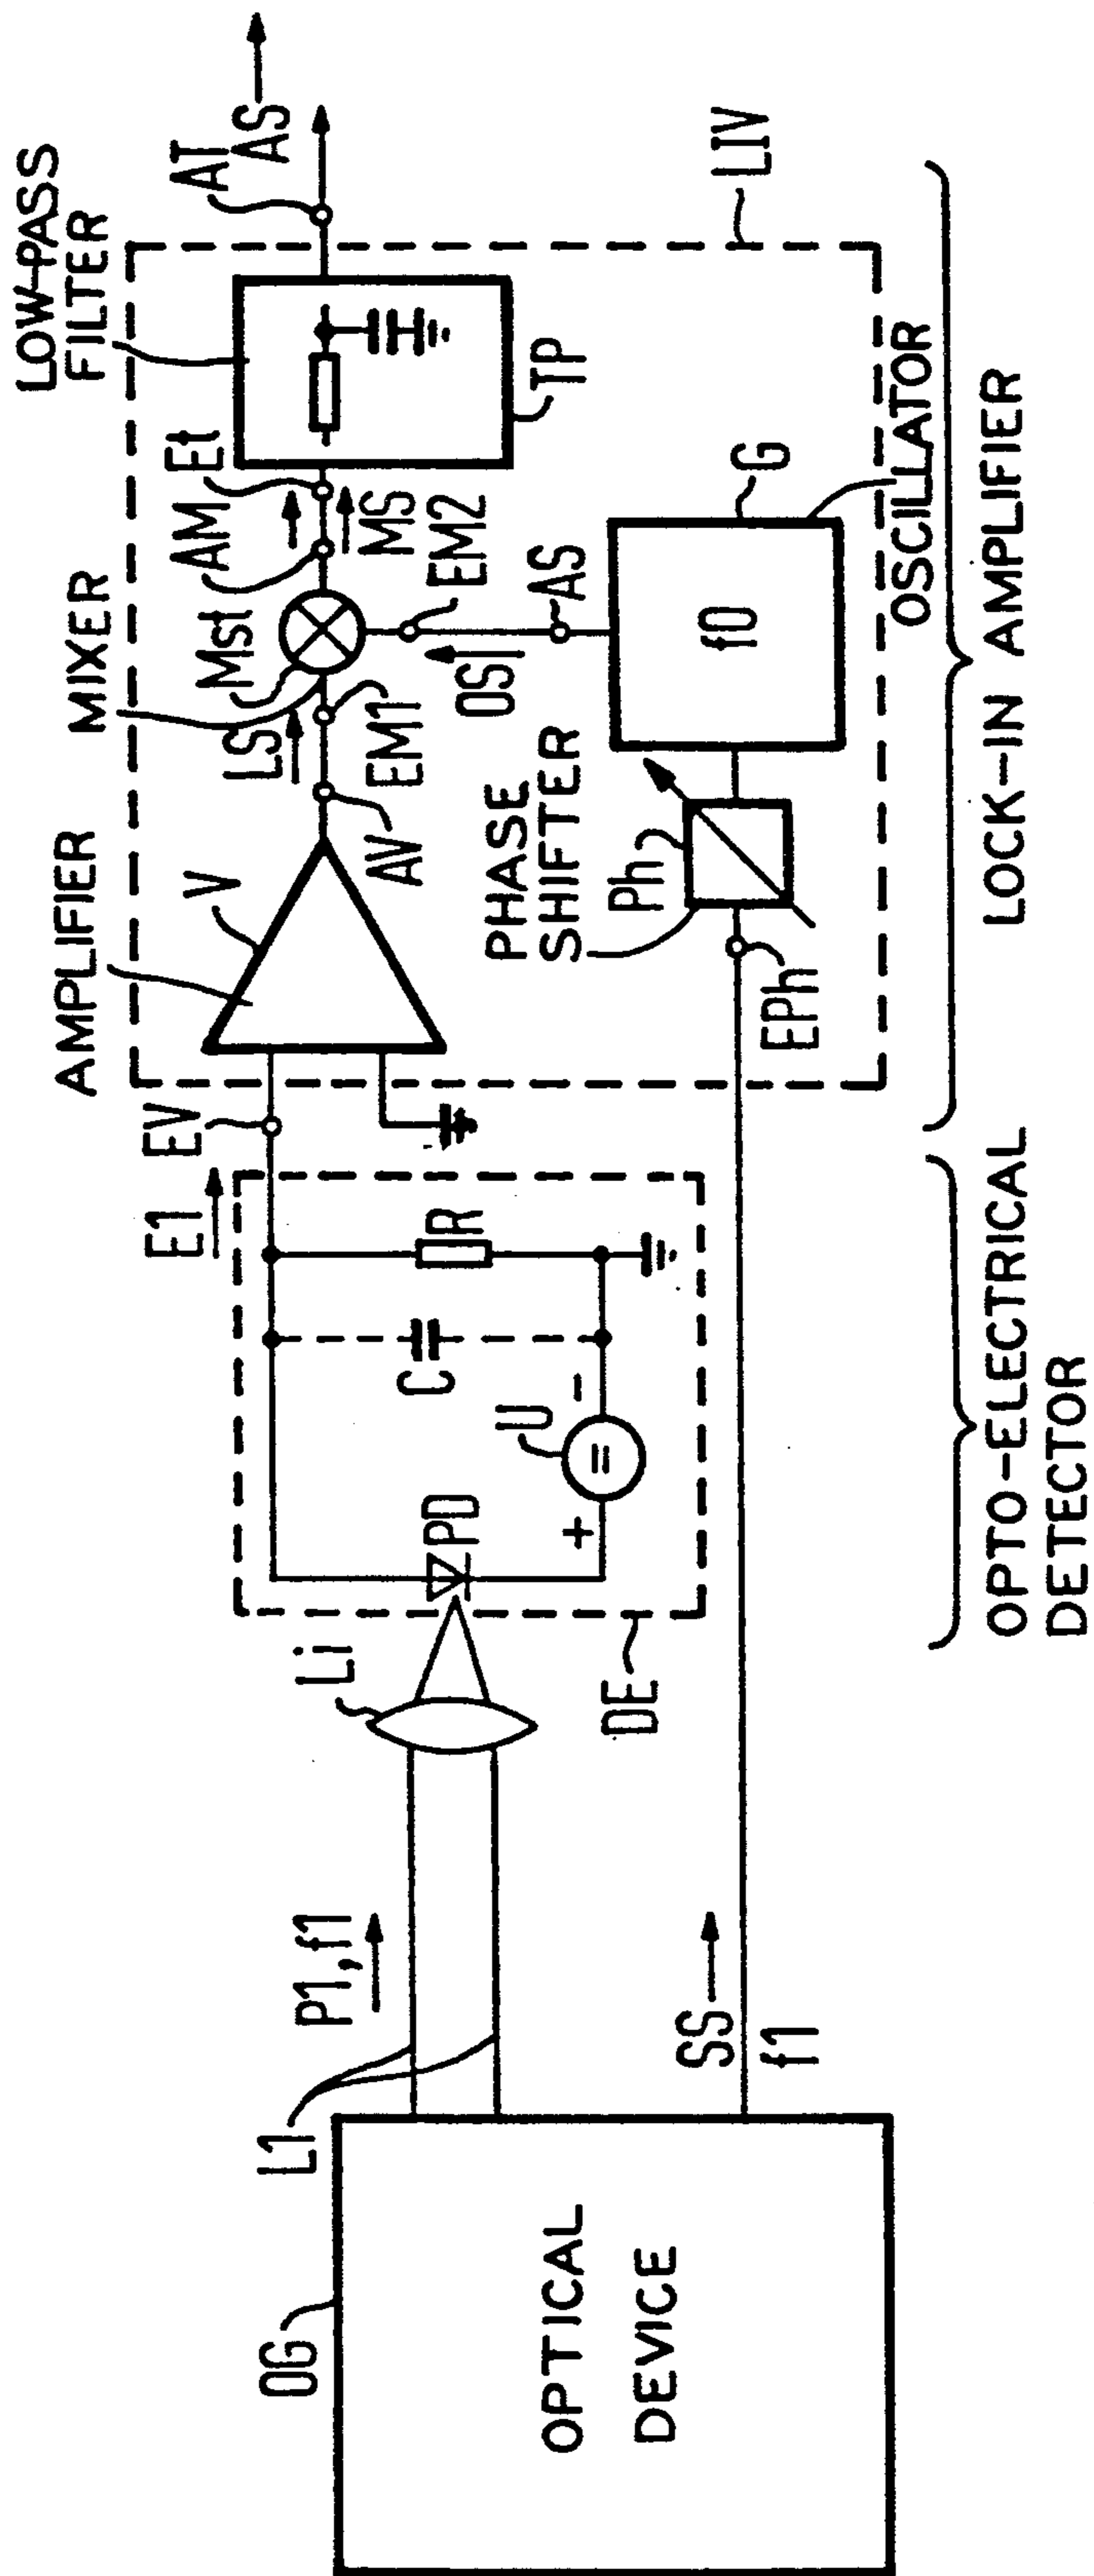 LOW-PASS
FILTER
AT
AS
LIV
AM
Et
TP
MIXER
Mst
MS
EM2
LS
EM1
AV
OS
AS
G
f0
OSCILLATOR
AMPLIFIER
V
PHASE
SHIFTER
Ph
EPh
LOCK-IN AMPLIFIER
EV
E1
R
C
U
-
=
+
PD
DE
OPTO-ELECTRICAL
DETECTOR
Li
P1,f1
L1
SS
f1
OG
OPTICAL
DEVICE